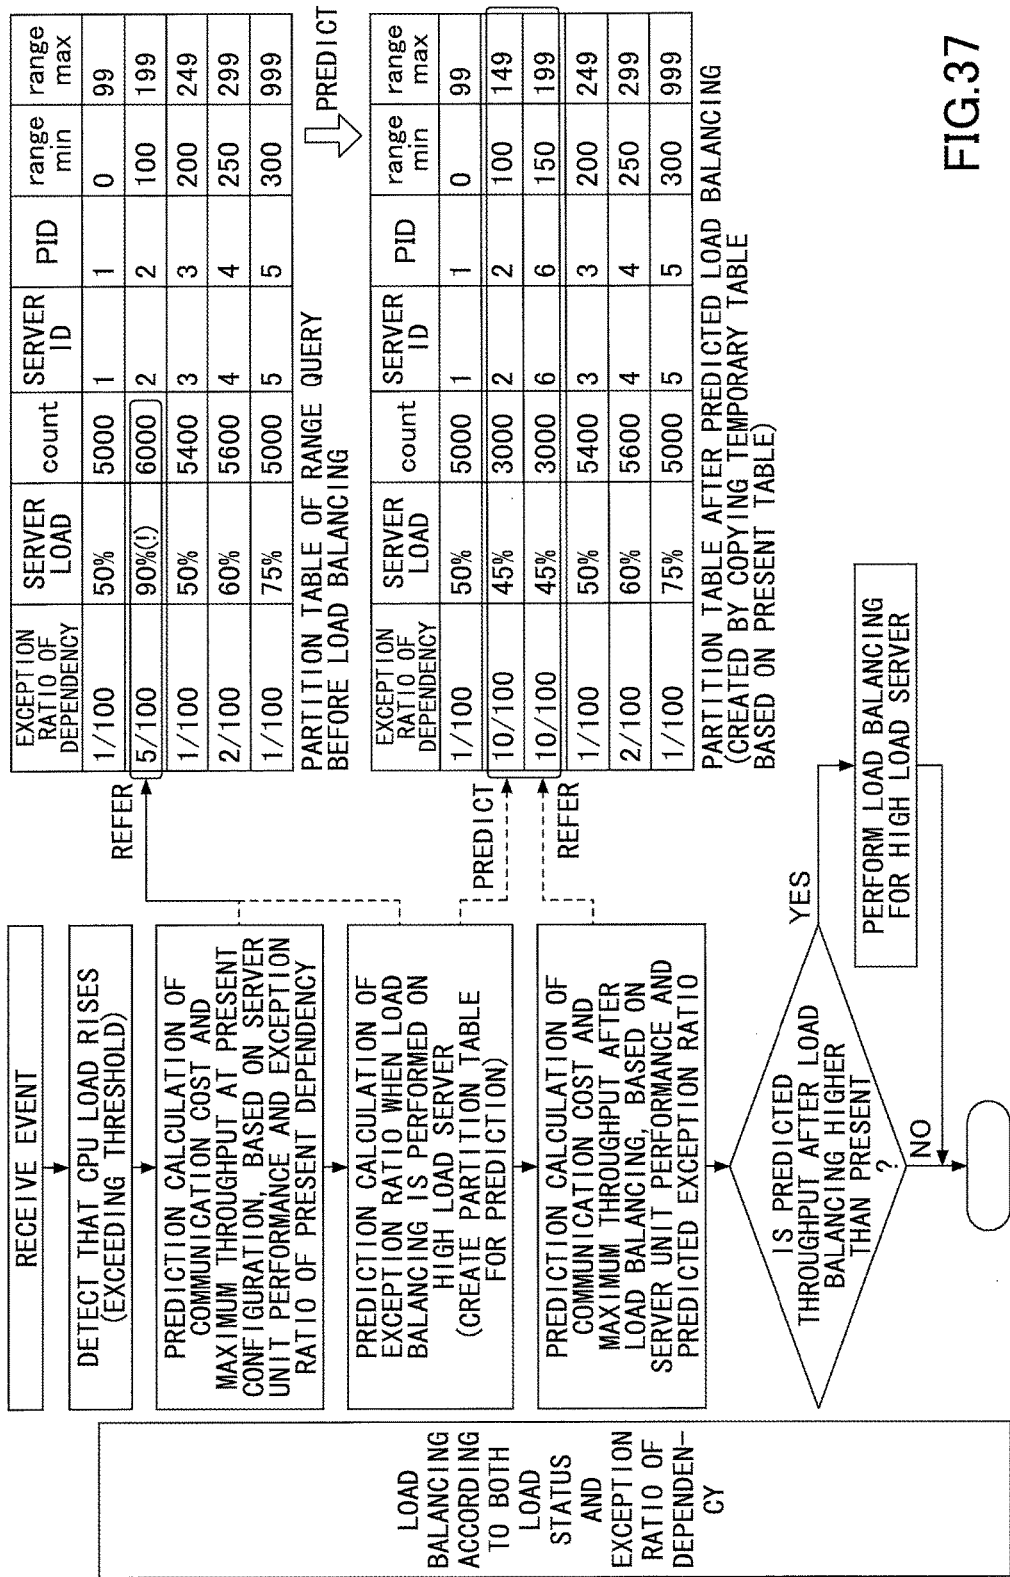 LOAD
BALANCING
ACCORDING
TO BOTH
LOAD
STATUS
AND
EXCEPTION
RATIO OF
DEPENDEN-
CY
RECEIVE EVENT
DETECT THAT CPU LOAD RISES
(EXCEEDING THRESHOLD)
PREDICTION CALCULATION OF
COMMUNICATION COST AND
MAXIMUM THROUGHPUT AT PRESENT
CONFIGURATION, BASED ON SERVER
UNIT PERFORMANCE AND EXCEPTION
RATIO OF PRESENT DEPENDENCY
PREDICTION CALCULATION OF
EXCEPTION RATIO WHEN LOAD
BALANCING IS PERFORMED ON
HIGH LOAD SERVER
(CREATE PARTITION TABLE
FOR PREDICTION)
PREDICTION CALCULATION OF
COMMUNICATION COST AND
MAXIMUM THROUGHPUT AFTER
LOAD BALANCING, BASED ON
SERVER UNIT PERFORMANCE AND
PREDICTED EXCEPTION RATIO
IS PREDICTED
THROUGHPUT AFTER LOAD
BALANCING HIGHER
THAN PRESENT
?
YES
NO
PERFORM LOAD BALANCING
FOR HIGH LOAD SERVER
REFER
PREDICT
REFER
EXCEPTION RATIO OF DEPENDENCY SERVER LOAD count SERVER ID PID range min range max
1/100 50% 5000 1 1 0 99
5/100 90%(!) 6000 2 2 100 199
1/100 50% 5400 3 3 200 249
2/100 60% 5600 4 4 250 299
1/100 75% 5000 5 5 300 999
PARTITION TABLE OF RANGE QUERY
BEFORE LOAD BALANCING
PREDICT
EXCEPTION RATIO OF DEPENDENCY SERVER LOAD count SERVER ID PID range min range max
1/100 50% 5000 1 1 0 99
10/100 45% 3000 2 2 100 149
10/100 45% 3000 6 6 150 199
1/100 50% 5400 3 3 200 249
2/100 60% 5600 4 4 250 299
1/100 75% 5000 5 5 300 999
PARTITION TABLE AFTER PREDICTED LOAD BALANCING
(CREATED BY COPYING TEMPORARY TABLE
BASED ON PRESENT TABLE)
FIG.37